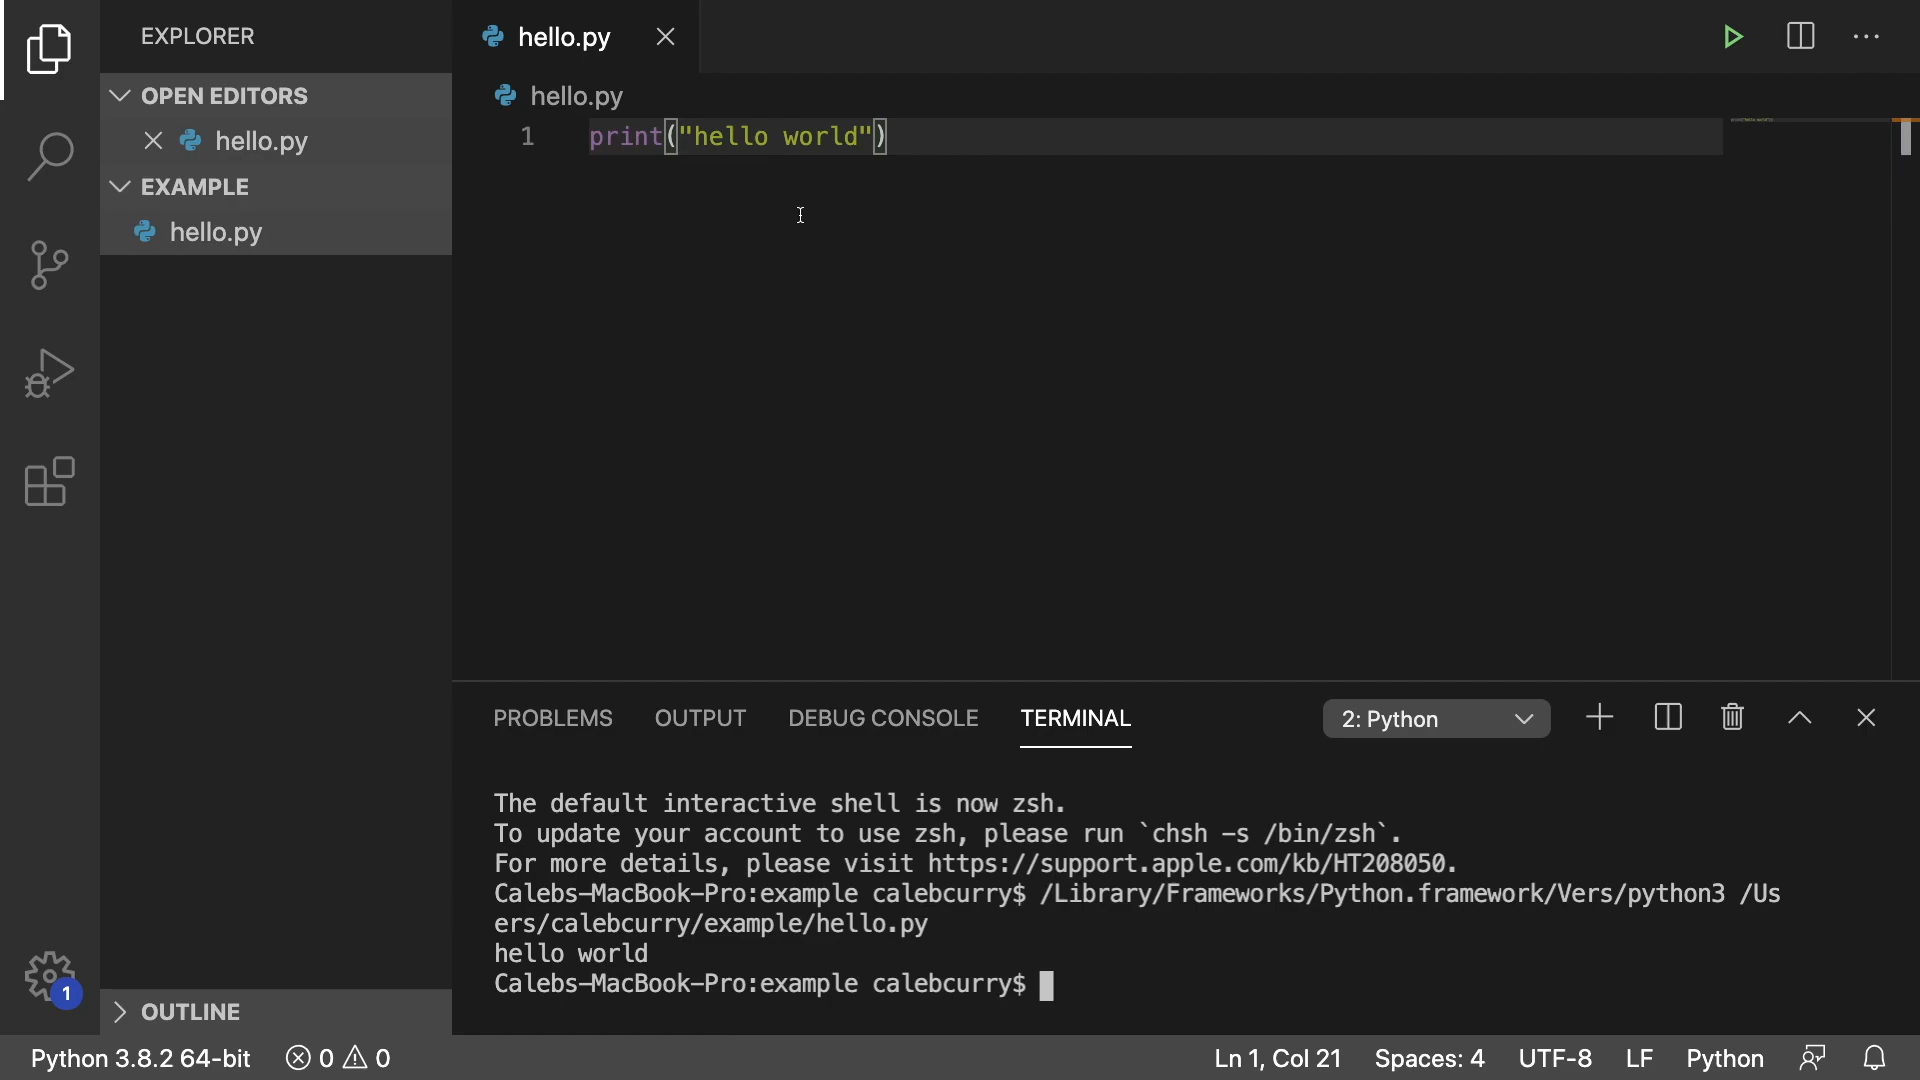 EXPLORER
OPEN EDITORS
hello.py
EXAMPLE
hello.py
OUTLINE
1
hello.py
hello.py
1 print("hello world")
PROBLEMS OUTPUT DEBUG CONSOLE TERMINAL 2: Python
The default interactive shell is now zsh.
To update your account to use zsh, please run `chsh -s /bin/zsh`.
For more details, please visit https://support.apple.com/kb/HT208050.
Calebs-MacBook-Pro:example calebcurry$ /Library/Frameworks/Python.framework/Vers/python3 /Us
ers/calebcurry/example/hello.py
hello world
Calebs-MacBook-Pro:example calebcurry$
Python 3.8.2 64-bit 0 0 Ln 1, Col 21 Spaces: 4 UTF-8 LF Python